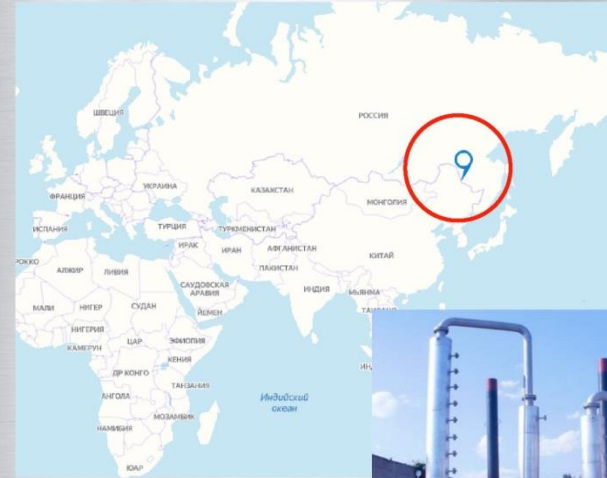 РОССИЯ
ШВЕЦИЯ
УКРАИНА
КАЗАХСТАН
МОНГОЛИЯ
ФРАНЦИЯ
ИСПАНИЯ
ТУРЦИЯ
ТУРКМЕНИСТАН
КИТАЙ
ИРАК
ИРАН
АФГАНИСТАН
РОККО
АЛЖИР
ЛИВИЯ
ПАКИСТАН
САУДОВСКАЯ
АРАВИЯ
ИНДИЯ
МЬЯНМА
МАЛИ
НИГЕР
СУДАН
ЙЕМЕН
НИГЕРИЯ
ЦАР
ЭФИОПИЯ
КАМЕРУН
КЕНИЯ
ДР КОНГО
ТАНЗАНИЯ
АНГОЛА
Индийский
океан
МОЗАМБИК
НАМИБИЯ
ЮАР